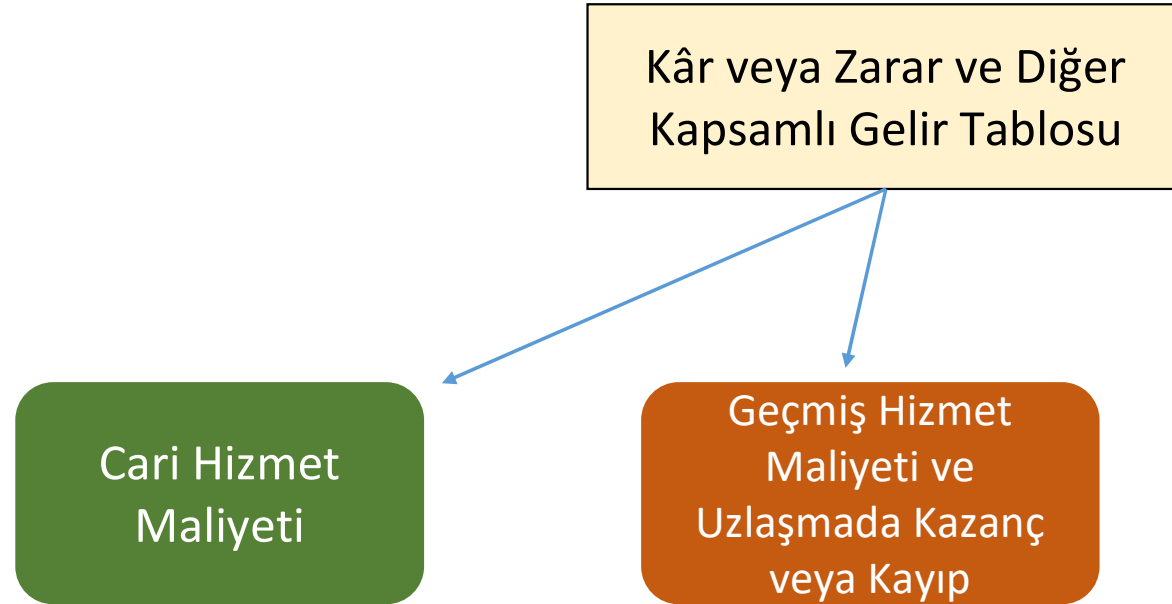 Kâr veya Zarar ve Diğer
Kapsamlı Gelir Tablosu
Cari Hizmet
Maliyeti
Geçmiş Hizmet
Maliyeti ve
Uzlaşmada Kazanç
veya Kayıp